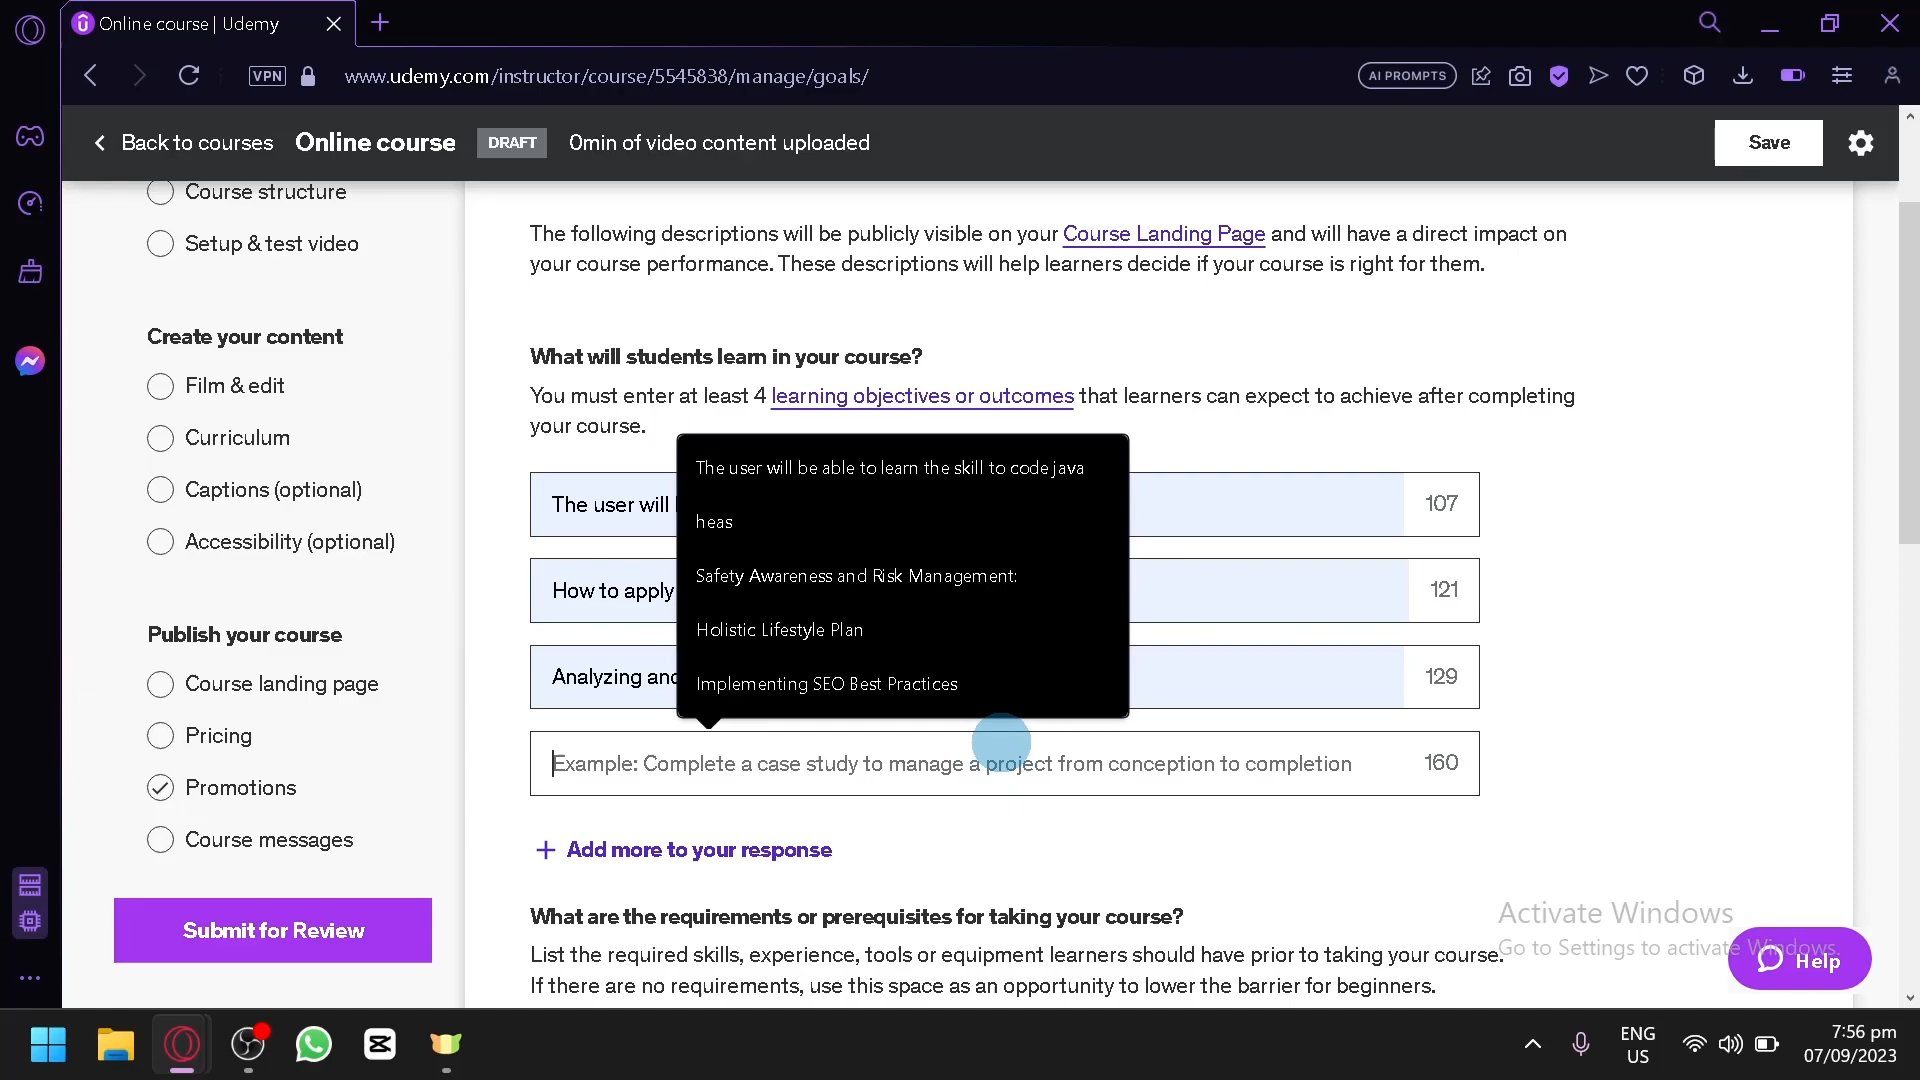 Online course | Udemy
VPN
www.udemy.com/instructor/course/5545838/manage/goals/
AI PROMPTS
Back to courses
Online course
DRAFT
0min of video content uploaded
Save
Course structure
Setup & test video
Create your content
Film & edit
Curriculum
Captions (optional)
Accessibility (optional)
Publish your course
Course landing page
Pricing
Promotions
Course messages
Submit for Review
The following descriptions will be publicly visible on your Course Landing Page and will have a direct impact on
your course performance. These descriptions will help learners decide if your course is right for them.
What will students learn in your course?
You must enter at least 4 learning objectives or outcomes that learners can expect to achieve after completing
your course.
The user will
107
How to apply
121
Analyzing and
129
The user will be able to learn the skill to code java
heas
Safety Awareness and Risk Management:
Holistic Lifestyle Plan
Implementing SEO Best Practices
Example: Complete a case study to manage a project from conception to completion
160
Add more to your response
What are the requirements or prerequisites for taking your course?
List the required skills, experience, tools or equipment learners should have prior to taking your course.
If there are no requirements, use this space as an opportunity to lower the barrier for beginners.
Activate Windows
Go to Settings to activate Windows.
Help
ENG
US
7:56 pm
07/09/2023